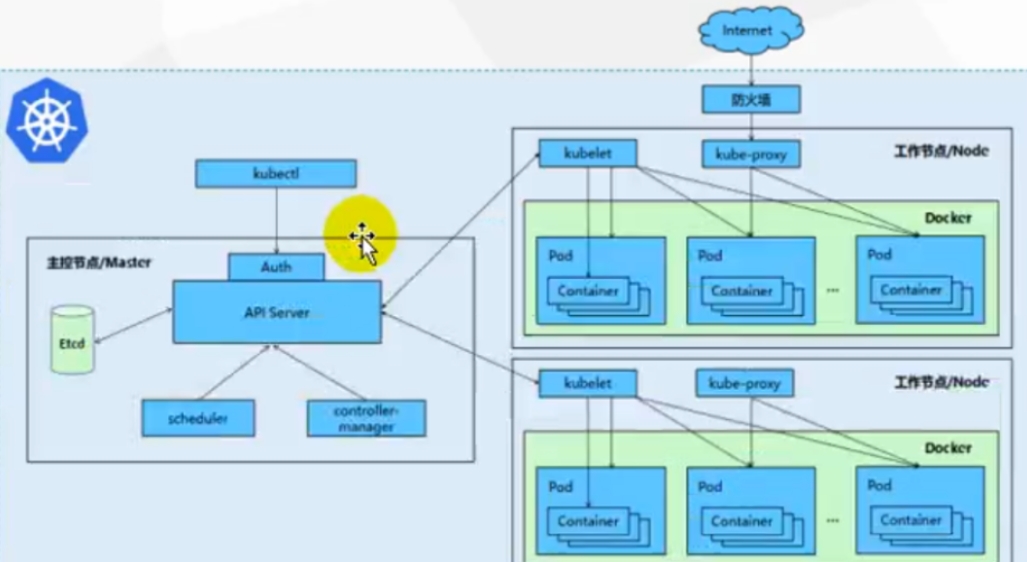 Internet
防火墙
kubelet
kube-proxy
工作节点/Node
kubectl
Docker
主控节点/Master
Auth
Pod
Pod
Pod
Container
Container
...
Container
API Server
Etcd
kubelet
kube-proxy
工作节点/Node
scheduler
controller-
manager
Docker
Pod
Pod
Pod
Container
Container
...
Container